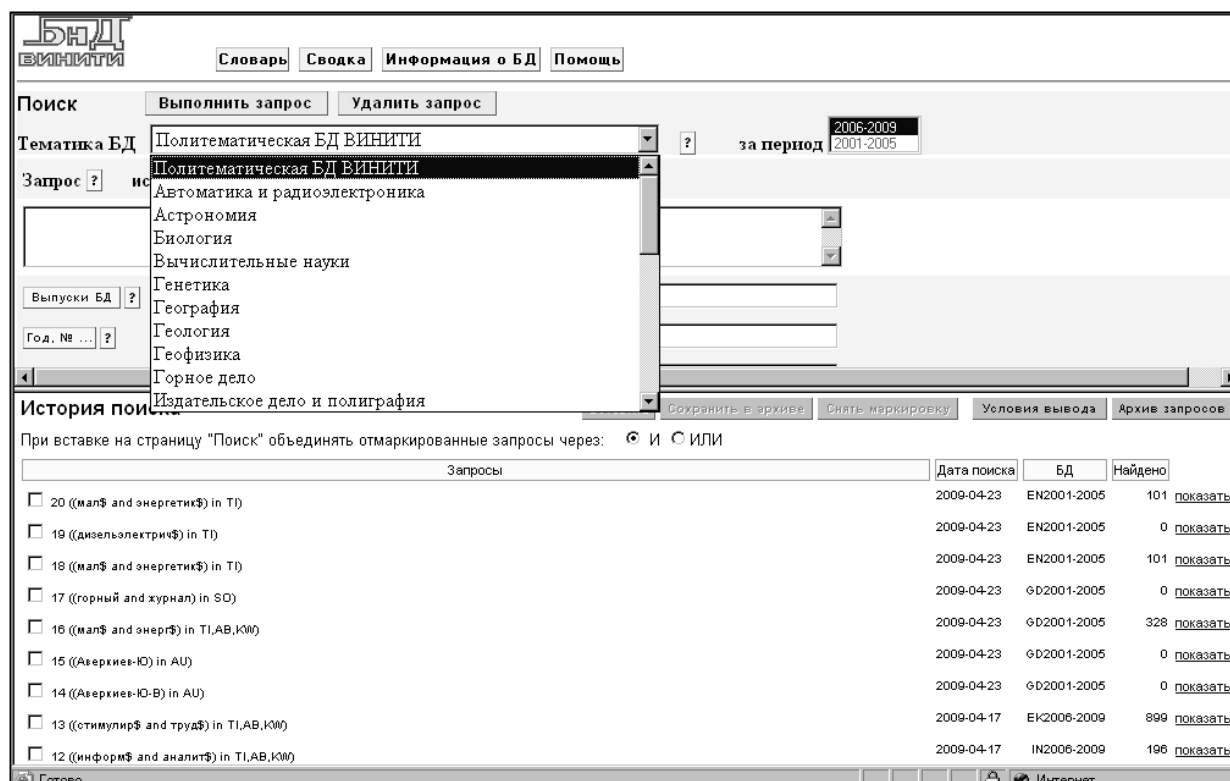 БнД
ВИНИТИ
Словарь Сводка Информация о БД Помощь
Поиск Выполнить запрос Удалить запрос
Тематика БД Политематическая БД ВИНИТИ ? за период 2006-2009
2001-2005
Запрос ? ис
Политематическая БД ВИНИТИ
Автоматика и радиоэлектроника
Астрономия
Биология
Вычислительные науки
Генетика
География
Геология
Геофизика
Горное дело
Издательское дело и полиграфия
Выпуски БД ?
Год, № ... ?
История поиска Сохранить в архиве Снять маркировку Условия вывода Архив запросов
При вставке на страницу "Поиск" объединять отмаркированные запросы через: И ИЛИ
Запросы Дата поиска БД Найдено
20 ((мал$ and энергетик$) in TI) 2009-04-23 EN2001-2005 101 показать
19 ((дизельэлектрич$) in TI) 2009-04-23 EN2001-2005 0 показать
18 ((мал$ and энергетик$) in TI) 2009-04-23 EN2001-2005 101 показать
17 ((горный and журнал) in SO) 2009-04-23 GD2001-2005 0 показать
16 ((мал$ and энерг$) in TI,AB,KW) 2009-04-23 GD2001-2005 328 показать
15 ((Аверкиев-Ю) in AU) 2009-04-23 GD2001-2005 0 показать
14 ((Аверкиев-Ю-В) in AU) 2009-04-23 GD2001-2005 0 показать
13 ((стимулир$ and труд$) in TI,AB,KW) 2009-04-17 EK2006-2009 899 показать
12 ((информ$ and аналит$) in TI,AB,KW) 2009-04-17 IN2006-2009 196 показать
Готово Интернет